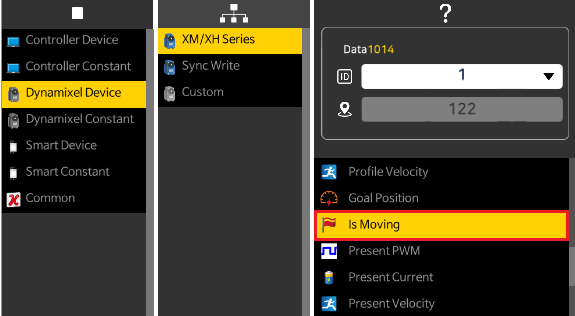 Controller Device
Controller Constant
Dynamixel Device
Dynamixel Constant
Smart Device
Smart Constant
Common
XM/XH Series
Sync Write
Custom
?
Data1014
ID 1
122
Profile Velocity
Goal Position
Is Moving
Present PWM
Present Current
Present Velocity